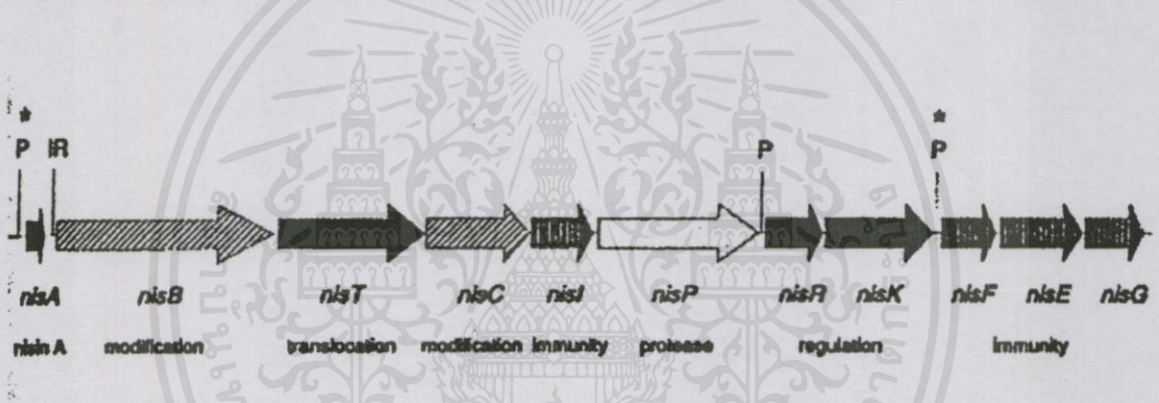 * *
P IR P P
nisA nisB nisT nisC nisI nisP nisR nisK nisF nisE nisG
nisin A modification translocation modification immunity protease regulation immunity